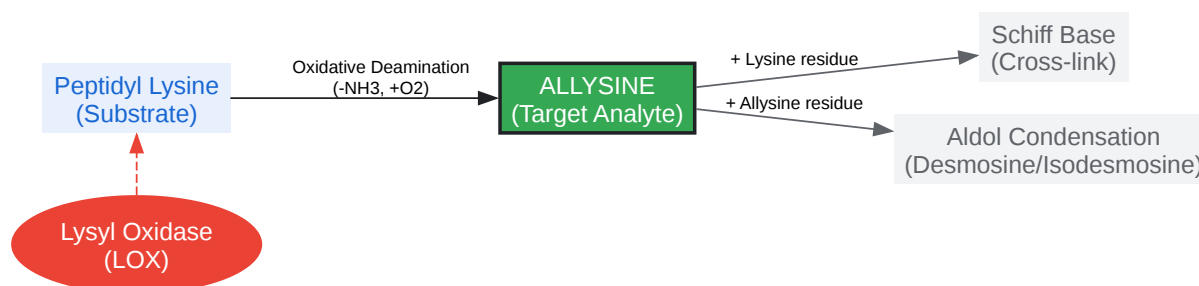 Peptidyl Lysine
(Substrate)
Oxidative Deamination
(-NH3, +O2)
ALLYSINE
(Target Analyte)
+ Lysine residue
+ Allysine residue
Schiff Base
(Cross-link)
Aldol Condensation
(Desmosine/Isodesmosine)
Lysyl Oxidase
(LOX)